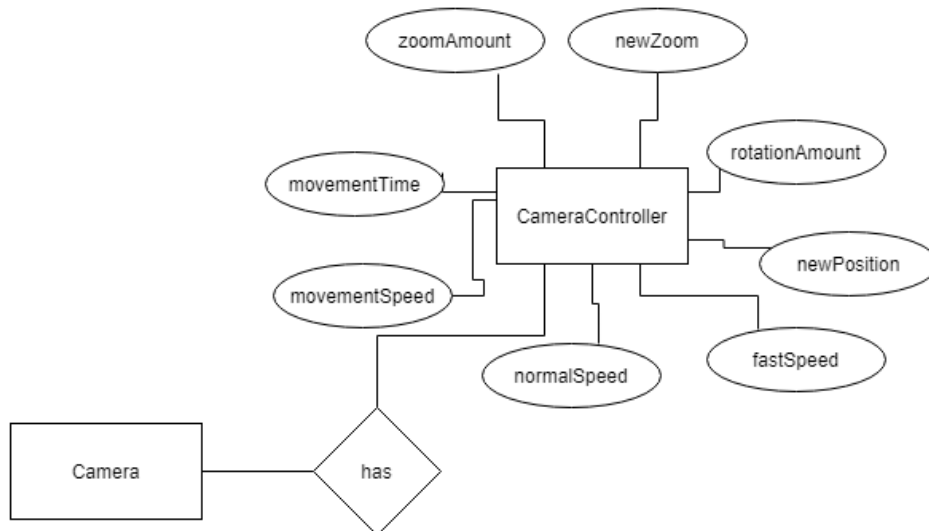 zoomAmount
newZoom
rotationAmount
movementTime
CameraController
newPosition
movementSpeed
fastSpeed
normalSpeed
Camera
has